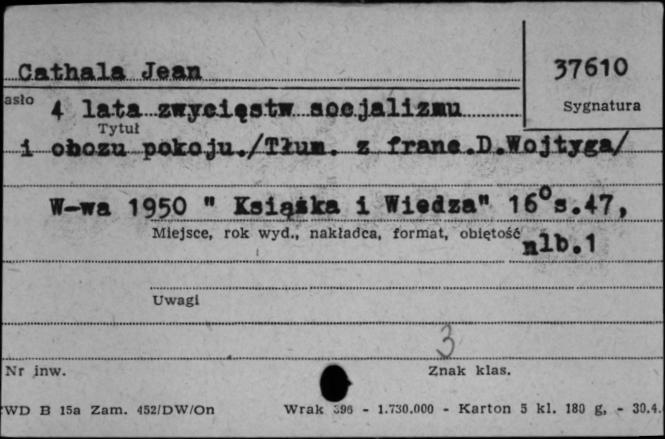 Cathala Jean
37610
asło
4 lata zwycięstw socjalizmu
Sygnatura
Tytuł
i obozu pokoju./Tłum. z franc.D.Wojtyga/
W-wa 1950 " Książka i Wiedza" 16° s.47,
Miejsce, rok wyd., nakładca, format, obiętość
nlb.1
Uwagi
3
Nr inw.
Znak klas.
WD B 15a Zam. 452/DW/On
Wrak 396 - 1.730.000 - Karton 5 kl. 180 g, - 30.4.